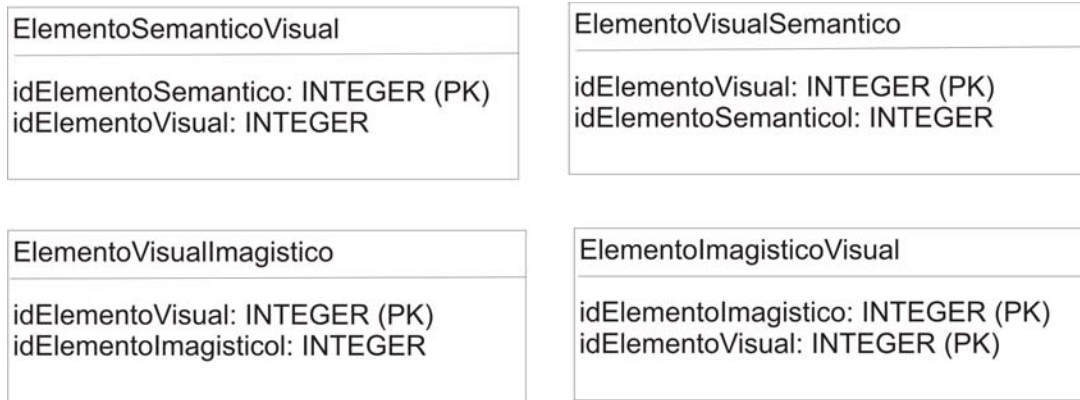 ElementoSemanticoVisual
idElementoSemantico: INTEGER (PK)
idElementoVisual: INTEGER
ElementoVisualSemantico
idElementoVisual: INTEGER (PK)
idElementoSemanticol: INTEGER
ElementoVisualImagistico
idElementoVisual: INTEGER (PK)
idElementoImagisticol: INTEGER
ElementoImagisticoVisual
idElementoImagistico: INTEGER (PK)
idElementoVisual: INTEGER (PK)